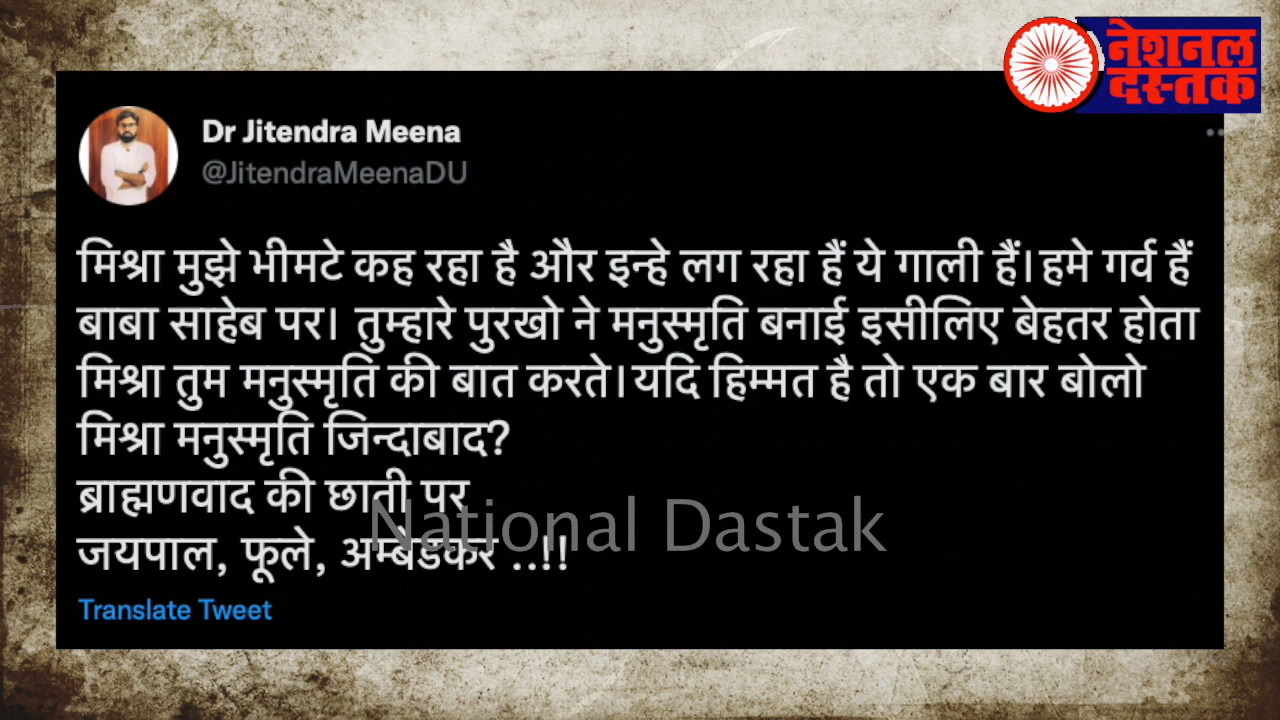 नेशनल
दस्तक
Dr Jitendra Meena
@JitendraMeenaDU
मिश्रा मुझे भीमटे कह रहा है और इन्हे लग रहा हैं ये गाली हैं। हमे गर्व हैं
बाबा साहेब पर। तुम्हारे पुरखो ने मनुस्मृति बनाई इसीलिए बेहतर होता
मिश्रा तुम मनुस्मृति की बात करते। यदि हिम्मत है तो एक बार बोलो
मिश्रा मनुस्मृति जिन्दाबाद?
ब्राह्मणवाद की छाती पर
जयपाल, फूले, अम्बेडकर ..!!
National Dastak
Translate Tweet